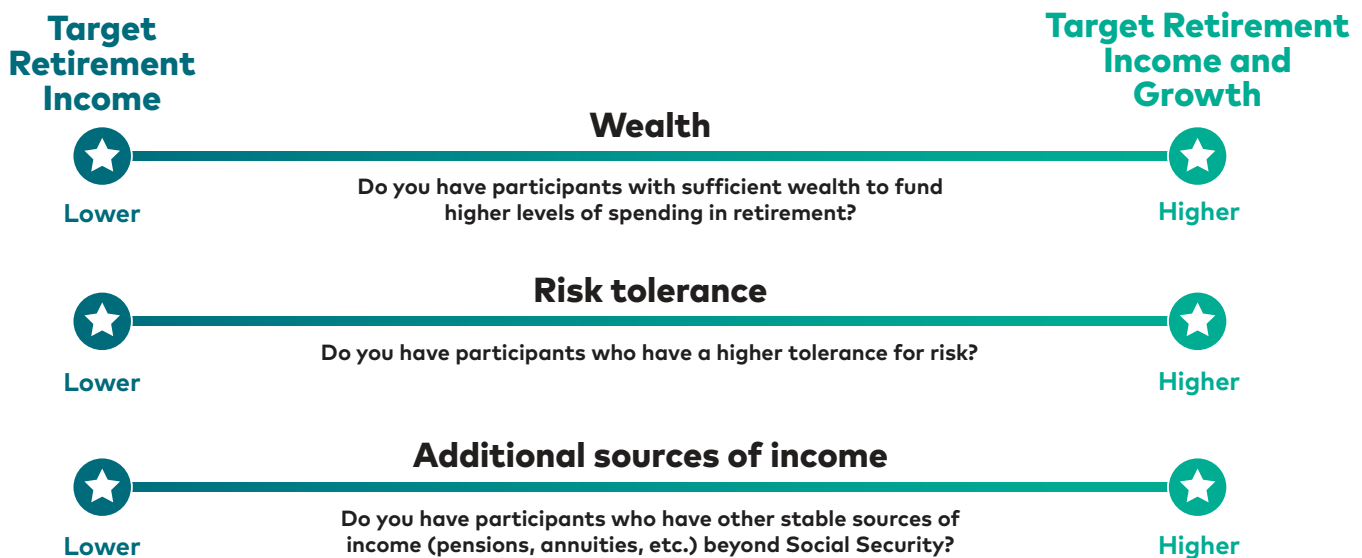 Target
Retirement
Income
Target Retirement
Income and
Growth
Wealth
Do you have participants with sufficient wealth to fund
higher levels of spending in retirement?
Lower
Higher
Risk tolerance
Do you have participants who have a higher tolerance for risk?
Lower
Higher
Additional sources of income
Do you have participants who have other stable sources of
income (pensions, annuities, etc.) beyond Social Security?
Lower
Higher